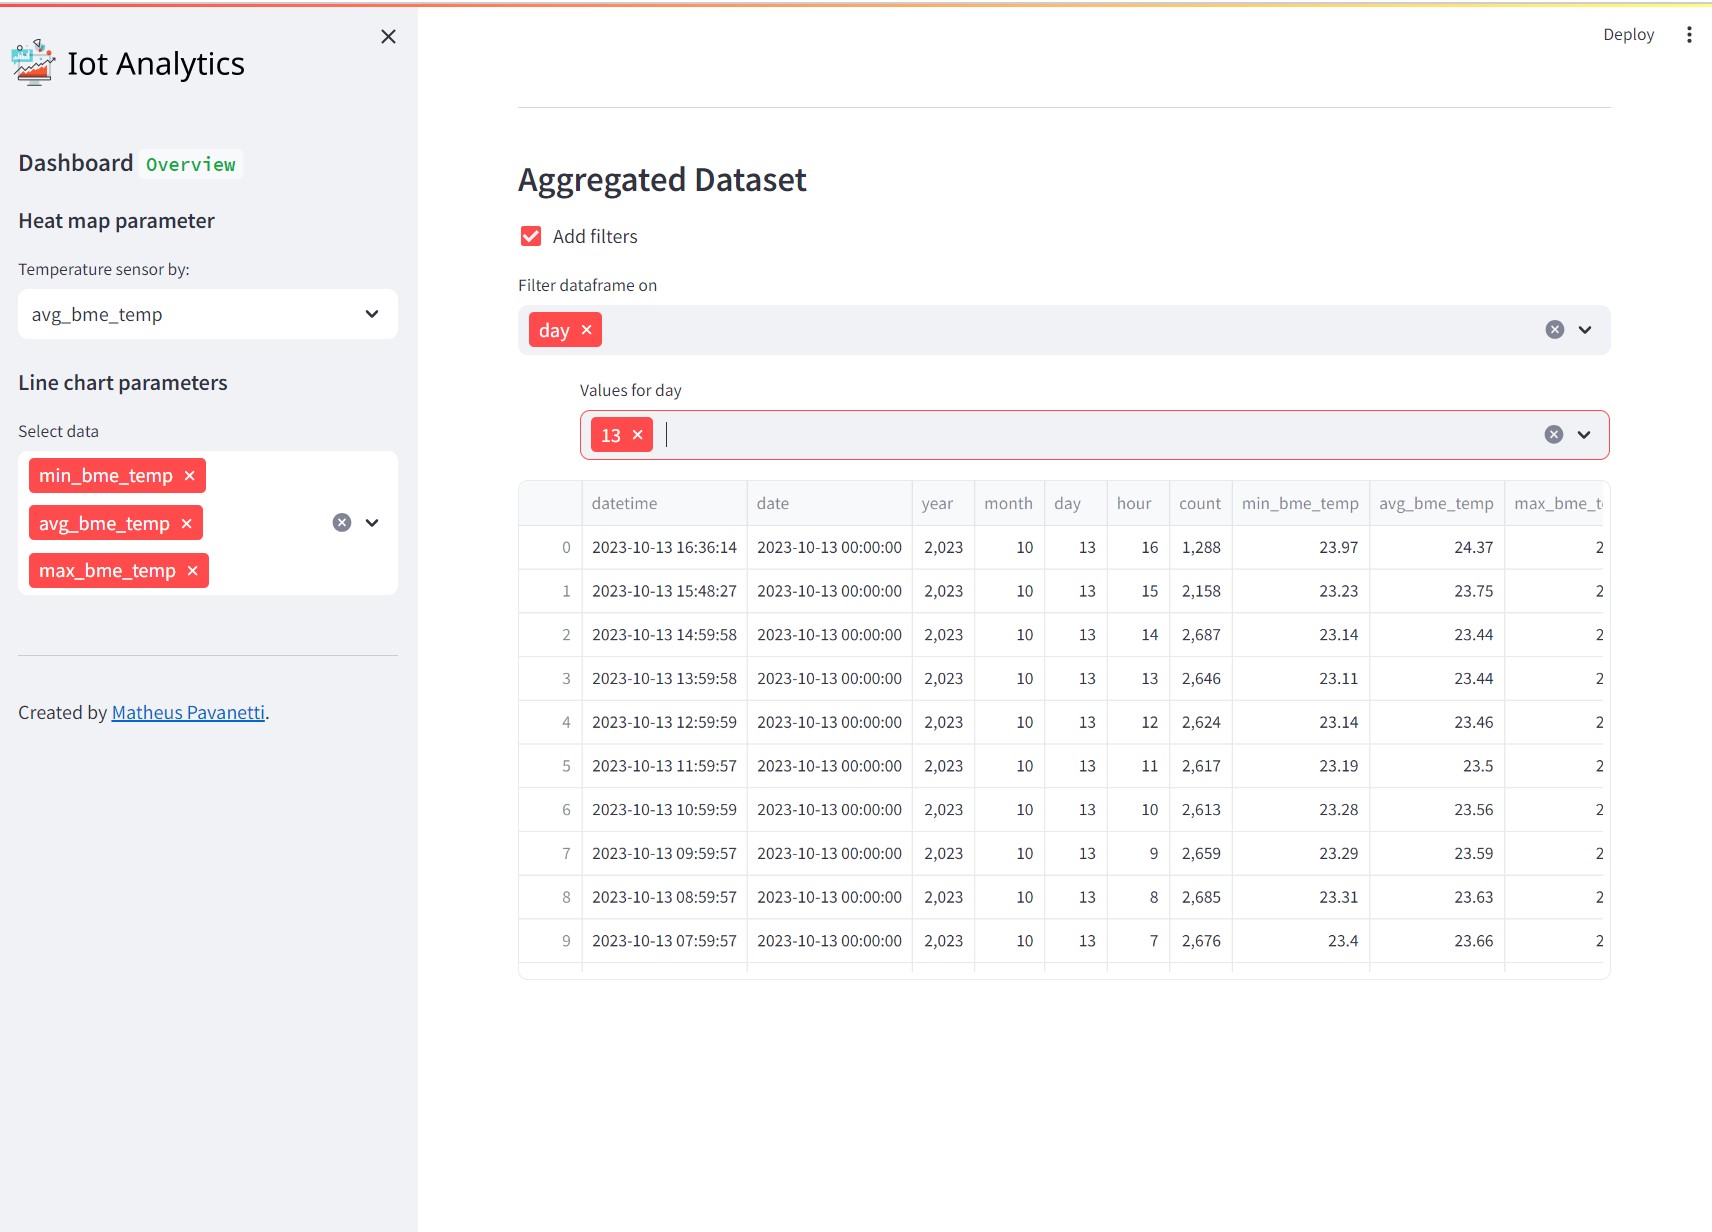 Iot Analytics
Dashboard Overview
Heat map parameter
Temperature sensor by:
avg_bme_temp
Line chart parameters
Select data
min_bme_temp
avg_bme_temp
max_bme_temp
Created by Matheus Pavanetti.
Deploy
Aggregated Dataset
Add filters
Filter dataframe on
day
Values for day
13
datetime date year month day hour count min_bme_temp avg_bme_temp max_bme_t
0 2023-10-13 16:36:14 2023-10-13 00:00:00 2,023 10 13 16 1,288 23.97 24.37 2
1 2023-10-13 15:48:27 2023-10-13 00:00:00 2,023 10 13 15 2,158 23.23 23.75 2
2 2023-10-13 14:59:58 2023-10-13 00:00:00 2,023 10 13 14 2,687 23.14 23.44 2
3 2023-10-13 13:59:58 2023-10-13 00:00:00 2,023 10 13 13 2,646 23.11 23.44 2
4 2023-10-13 12:59:59 2023-10-13 00:00:00 2,023 10 13 12 2,624 23.14 23.46 2
5 2023-10-13 11:59:57 2023-10-13 00:00:00 2,023 10 13 11 2,617 23.19 23.5 2
6 2023-10-13 10:59:59 2023-10-13 00:00:00 2,023 10 13 10 2,613 23.28 23.56 2
7 2023-10-13 09:59:57 2023-10-13 00:00:00 2,023 10 13 9 2,659 23.29 23.59 2
8 2023-10-13 08:59:57 2023-10-13 00:00:00 2,023 10 13 8 2,685 23.31 23.63 2
9 2023-10-13 07:59:57 2023-10-13 00:00:00 2,023 10 13 7 2,676 23.4 23.66 2